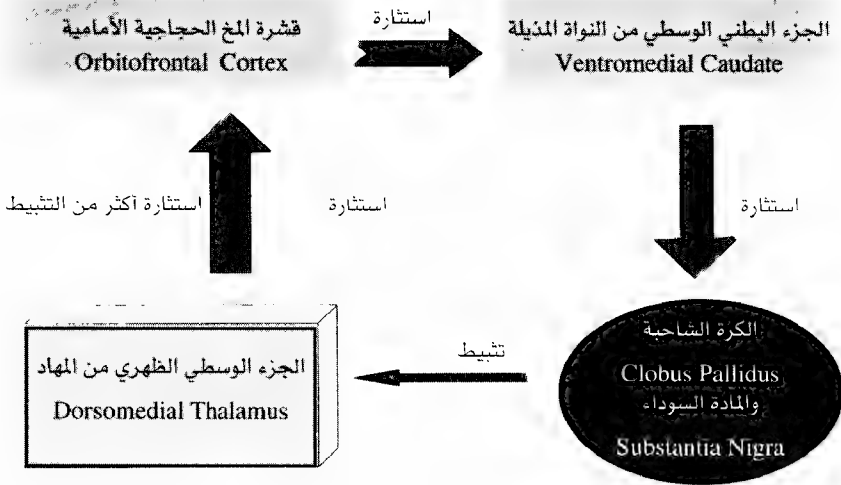 قشرة المخ الحجاجية الأمامية
Orbitofrontal Cortex
استثارة
الجزء البطني الوسطي من النواة المذيلة
Ventromedial Caudate
استثارة أكثر من التثبيط
استثارة
استثارة
الكرة الشاحبة
Clobus Pallidus
والمادة السوداء
Substantia Nigra
تثبيط
الجزء الوسطي الظهري من المهاد
Dorsomedial Thalamus